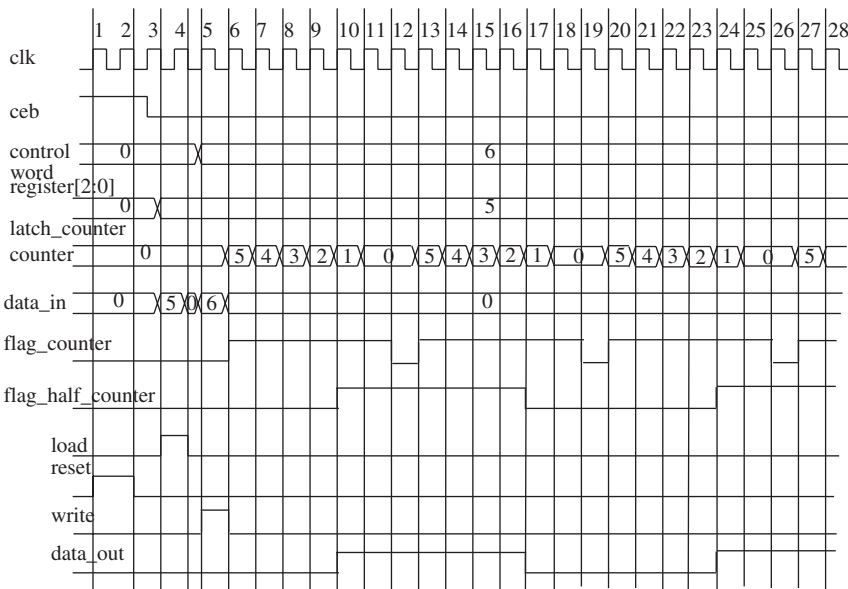 1 2 3 4 5 6 7 8 9 10 11 12 13 14 15 16 17 18 19 20 21 22 23 24 25 26 27 28
clk
ceb
control 0 6
word
register[2:0]
0 5
latch_counter
counter 0 5 4 3 2 1 0 5 4 3 2 1 0 5 4 3 2 1 0 5
data_in 0 5 0 6 0
flag_counter
flag_half_counter
load
reset
write
data_out